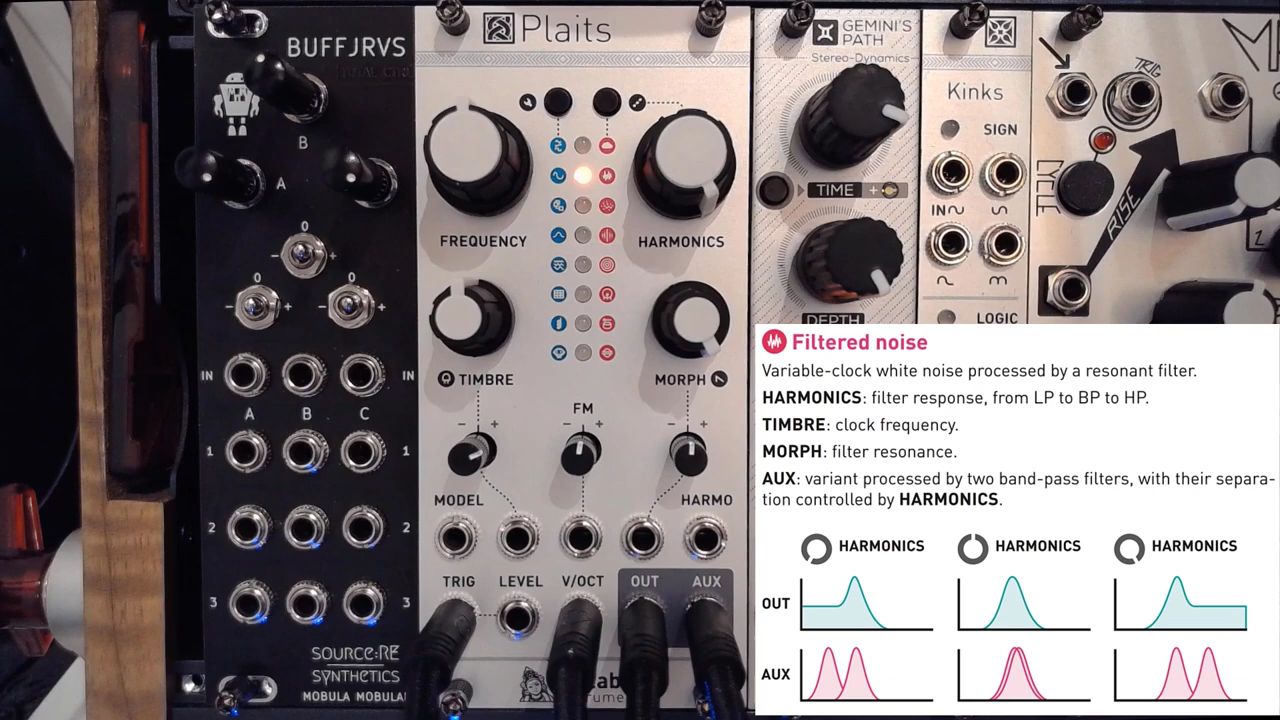 BUFFJRVS
B
A
0
- +
0
- +
0
- +
IN
IN
A
B
C
1
1
2
2
3
3
SOURCE:RE
SYNTHETICS
MOBULA MODULAR
Plaits
FREQUENCY
HARMONICS
TIMBRE
MORPH
FM
- +
- +
- +
MODEL
HARMO
TRIG
LEVEL
V/OCT
OUT
AUX
GEMINI'S
PATH
Stereo-Dynamics
TIME
+
DEPTH
Kinks
SIGN
IN
LOGIC
TRIG
CYCLE
RISE
Filtered noise
Variable-clock white noise processed by a resonant filter.
HARMONICS: filter response, from LP to BP to HP.
TIMBRE: clock frequency.
MORPH: filter resonance.
AUX: variant processed by two band-pass filters, with their separa-
tion controlled by HARMONICS.
HARMONICS
HARMONICS
HARMONICS
OUT
AUX